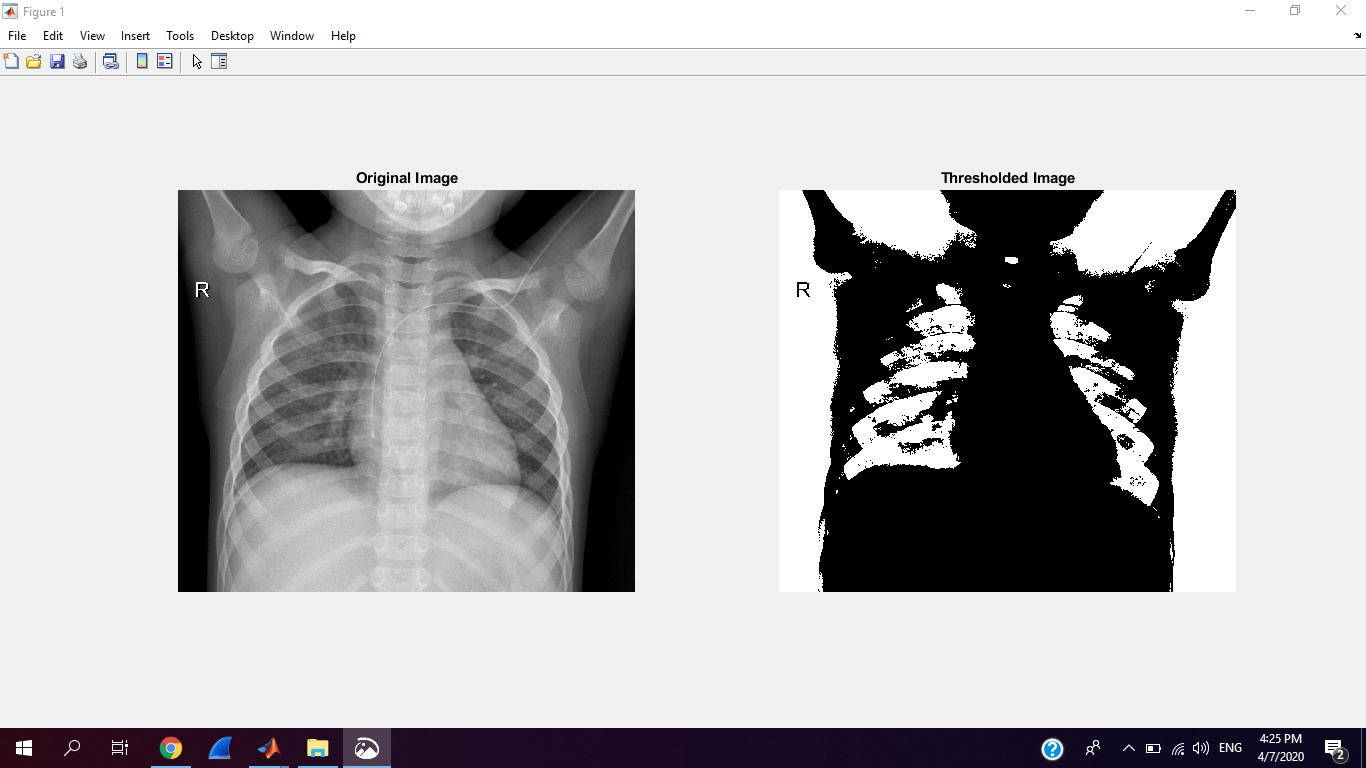 Figure 1
File Edit View Insert Tools Desktop Window Help
Original Image
Thresholded Image
R
R
4:25 PM
ENG
4/7/2020
2